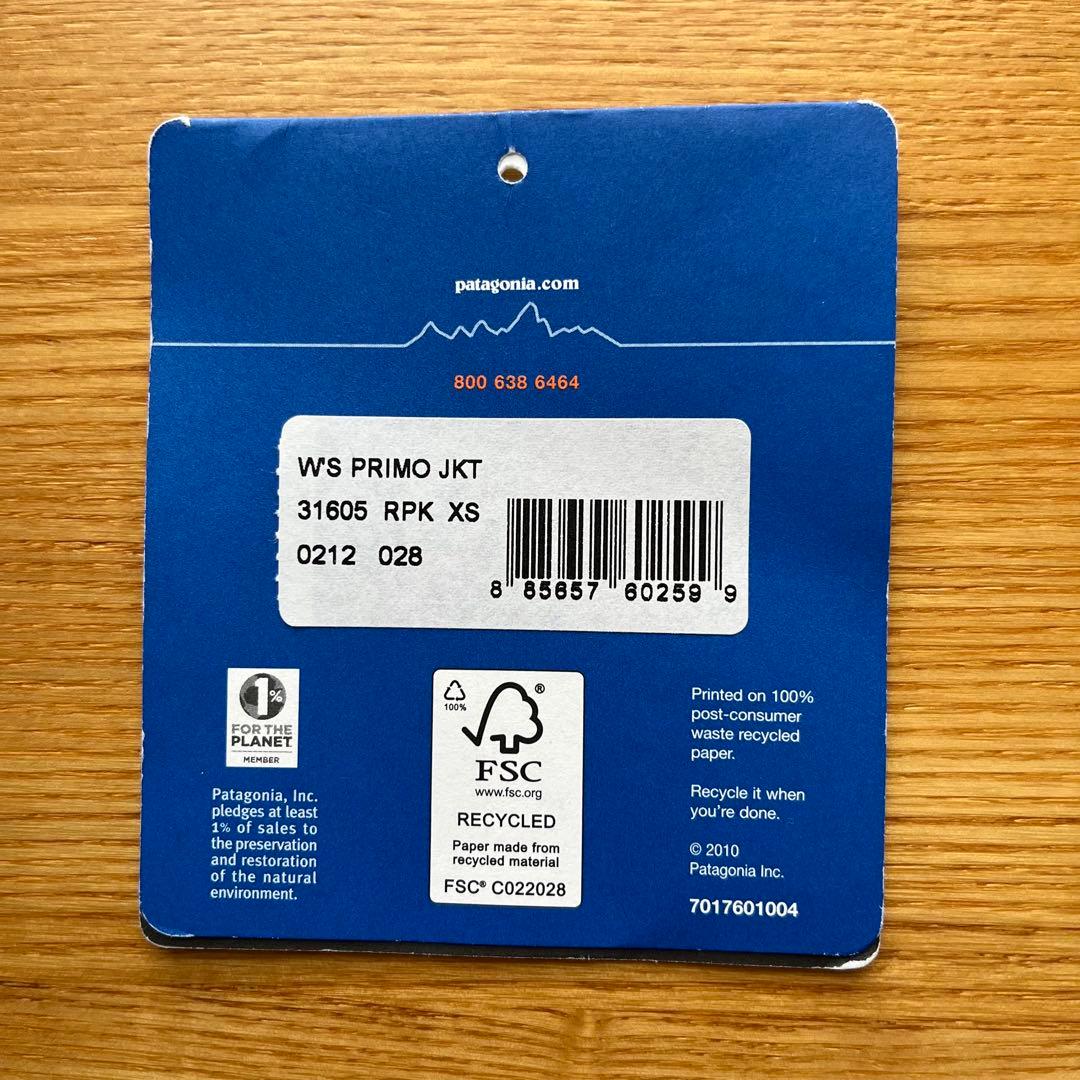 patagonia.com
800 638 6464
W'S PRIMO JKT
31605 RPK XS
0212 028
8 85657 60259 9
1%
FOR THE
PLANET
MEMBER
Patagonia, Inc.
pledges at least
1% of sales to
the preservation
and restoration
of the natural
environment.
100%
®
FSC
www.fsc.org
RECYCLED
Paper made from
recycled material
FSC® C022028
Printed on 100%
post-consumer
waste recycled
paper.
Recycle it when
you're done.
© 2010
Patagonia Inc.
7017601004